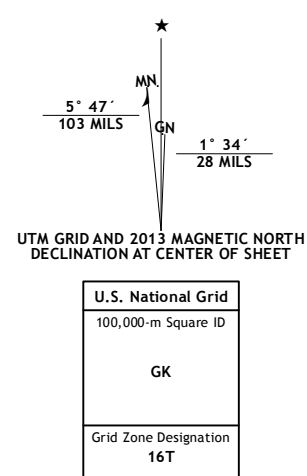 MN.
5° 47´
103 MILS
GN
1° 34´
28 MILS
UTM GRID AND 2013 MAGNETIC NORTH
DECLINATION AT CENTER OF SHEET
U.S. National Grid
100,000-m Square ID
GK
Grid Zone Designation
16T